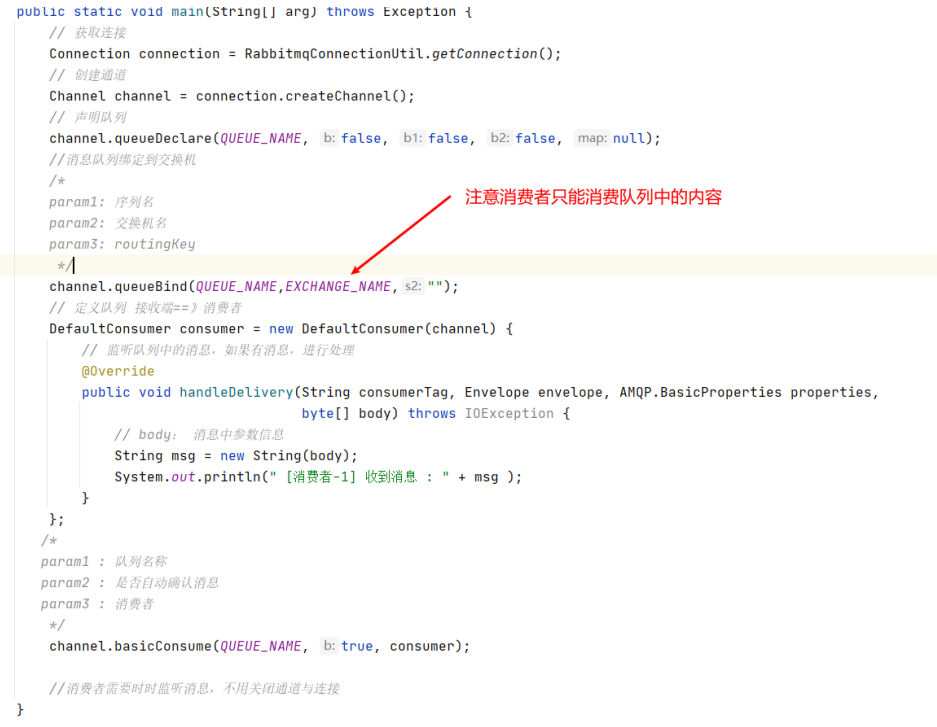 public static void main(String[] arg) throws Exception {
// 获取连接
Connection connection = RabbitmqConnectionUtil.getConnection();
// 创建通道
Channel channel = connection.createChannel();
// 声明队列
channel.queueDeclare(QUEUE_NAME, b: false, b1: false, b2: false, map: null);
//消息队列绑定到交换机
/*
param1: 序列名
param2: 交换机名
param3: routingKey
*/
注意消费者只能消费队列中的内容
channel.queueBind(QUEUE_NAME,EXCHANGE_NAME, s2: "");
// 定义队列 接收端==》消费者
DefaultConsumer consumer = new DefaultConsumer(channel) {
// 监听队列中的消息，如果有消息，进行处理
@Override
public void handleDelivery(String consumerTag, Envelope envelope, AMQP.BasicProperties properties,
byte[] body) throws IOException {
// body： 消息中参数信息
String msg = new String(body);
System.out.println(" [消费者-1] 收到消息 : " + msg );
}
};
/*
param1 : 队列名称
param2 : 是否自动确认消息
param3 : 消费者
*/
channel.basicConsume(QUEUE_NAME, b: true, consumer);
//消费者需要时时监听消息，不用关闭通道与连接
}